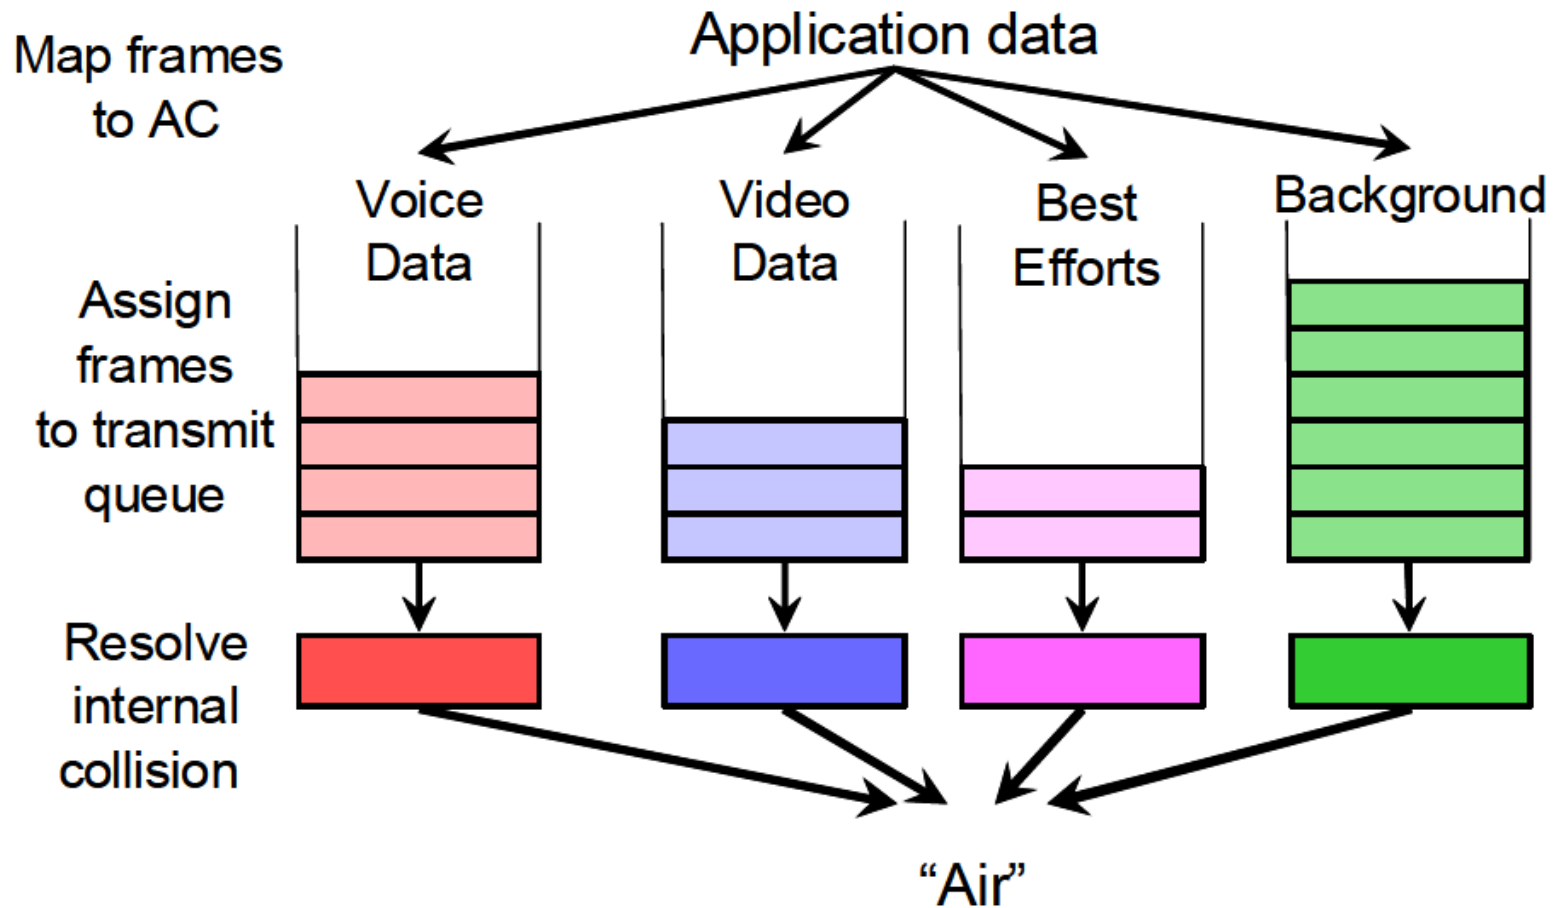 Application data
Map frames
to AC
Voice
Data
Video
Data
Best
Efforts
Background
Assign
frames
to transmit
queue
Resolve
internal
collision
“Air”